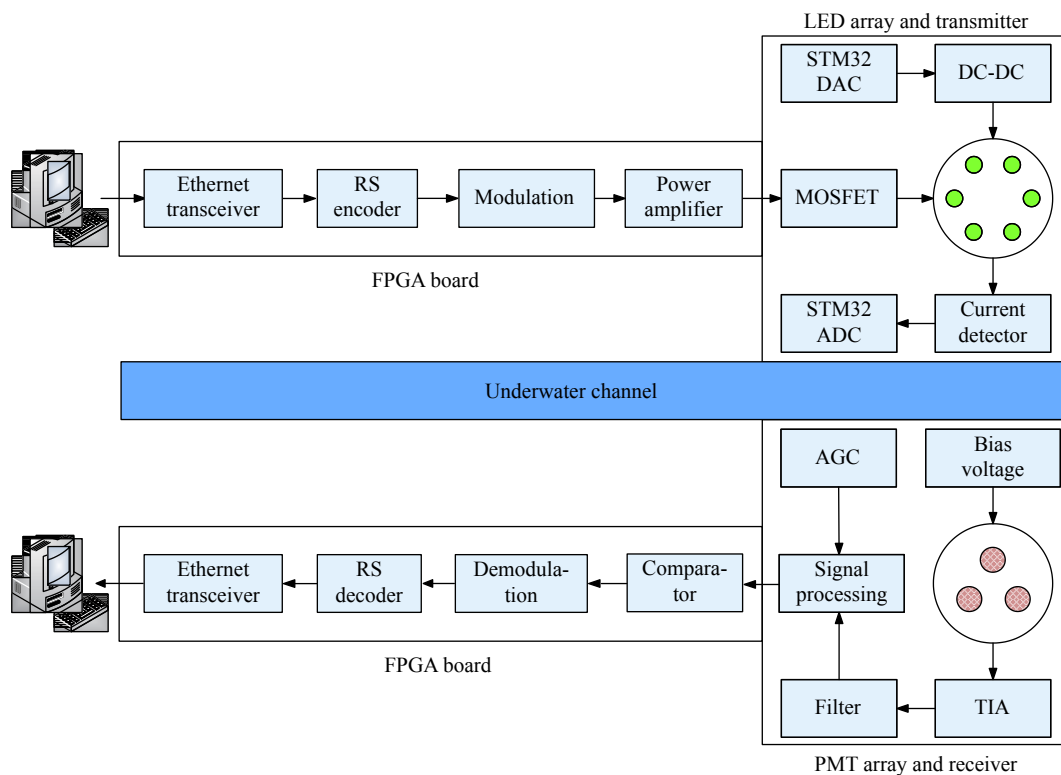 LED array and transmitter
STM32
DAC
DC-DC
Ethernet
transceiver
RS
encoder
Modulation
Power
amplifier
MOSFET
FPGA board
STM32
ADC
Current
detector
Underwater channel
AGC
Bias
voltage
Ethernet
transceiver
RS
decoder
Demodula-
tion
Compara-
tor
Signal
processing
FPGA board
Filter
TIA
PMT array and receiver